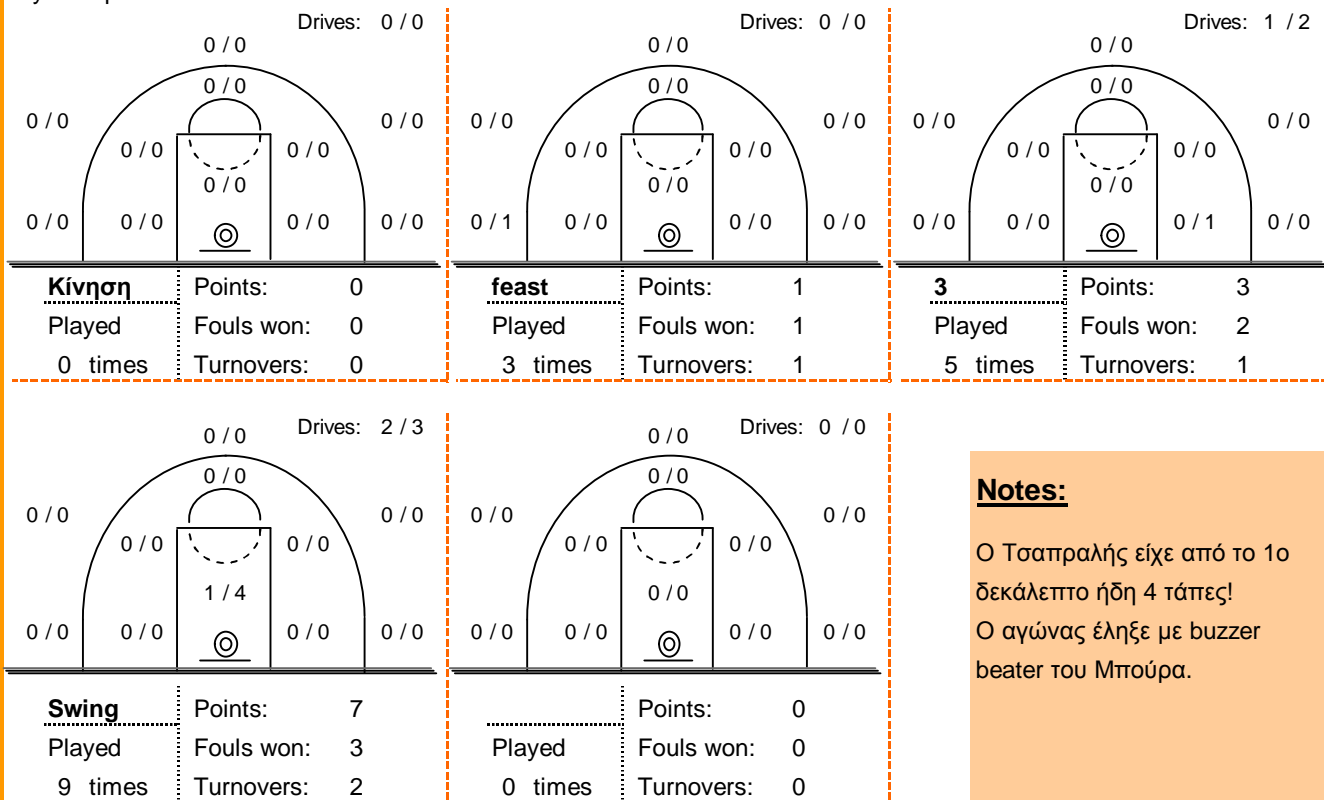 Drives: 0 / 0
0 / 0
0 / 0
0 / 0 0 / 0
0 / 0 0 / 0
0 / 0
0 / 0 0 / 0 0 / 0 0 / 0
Κίνηση Points: 0
Played Fouls won: 0
0 times Turnovers: 0
Drives: 0 / 0
0 / 0
0 / 0
0 / 0 0 / 0
0 / 0 0 / 0
0 / 0
0 / 1 0 / 0 0 / 0 0 / 0
feast Points: 1
Played Fouls won: 1
3 times Turnovers: 1
Drives: 1 / 2
0 / 0
0 / 0
0 / 0 0 / 0
0 / 0 0 / 0
0 / 0
0 / 0 0 / 0 0 / 1 0 / 0
3 Points: 3
Played Fouls won: 2
5 times Turnovers: 1
Drives: 2 / 3
0 / 0
0 / 0
0 / 0 0 / 0
0 / 0 0 / 0
1 / 4
0 / 0 0 / 0 0 / 0 0 / 0
Swing Points: 7
Played Fouls won: 3
9 times Turnovers: 2
Drives: 0 / 0
0 / 0
0 / 0
0 / 0 0 / 0
0 / 0 0 / 0
0 / 0
0 / 0 0 / 0 0 / 0 0 / 0
Points: 0
Played Fouls won: 0
0 times Turnovers: 0
Notes:
Ο Τσαπραλής είχε από το 1ο
δεκάλεπτο ήδη 4 τάπες!
Ο αγώνας έληξε με buzzer
beater του Μπούρα.